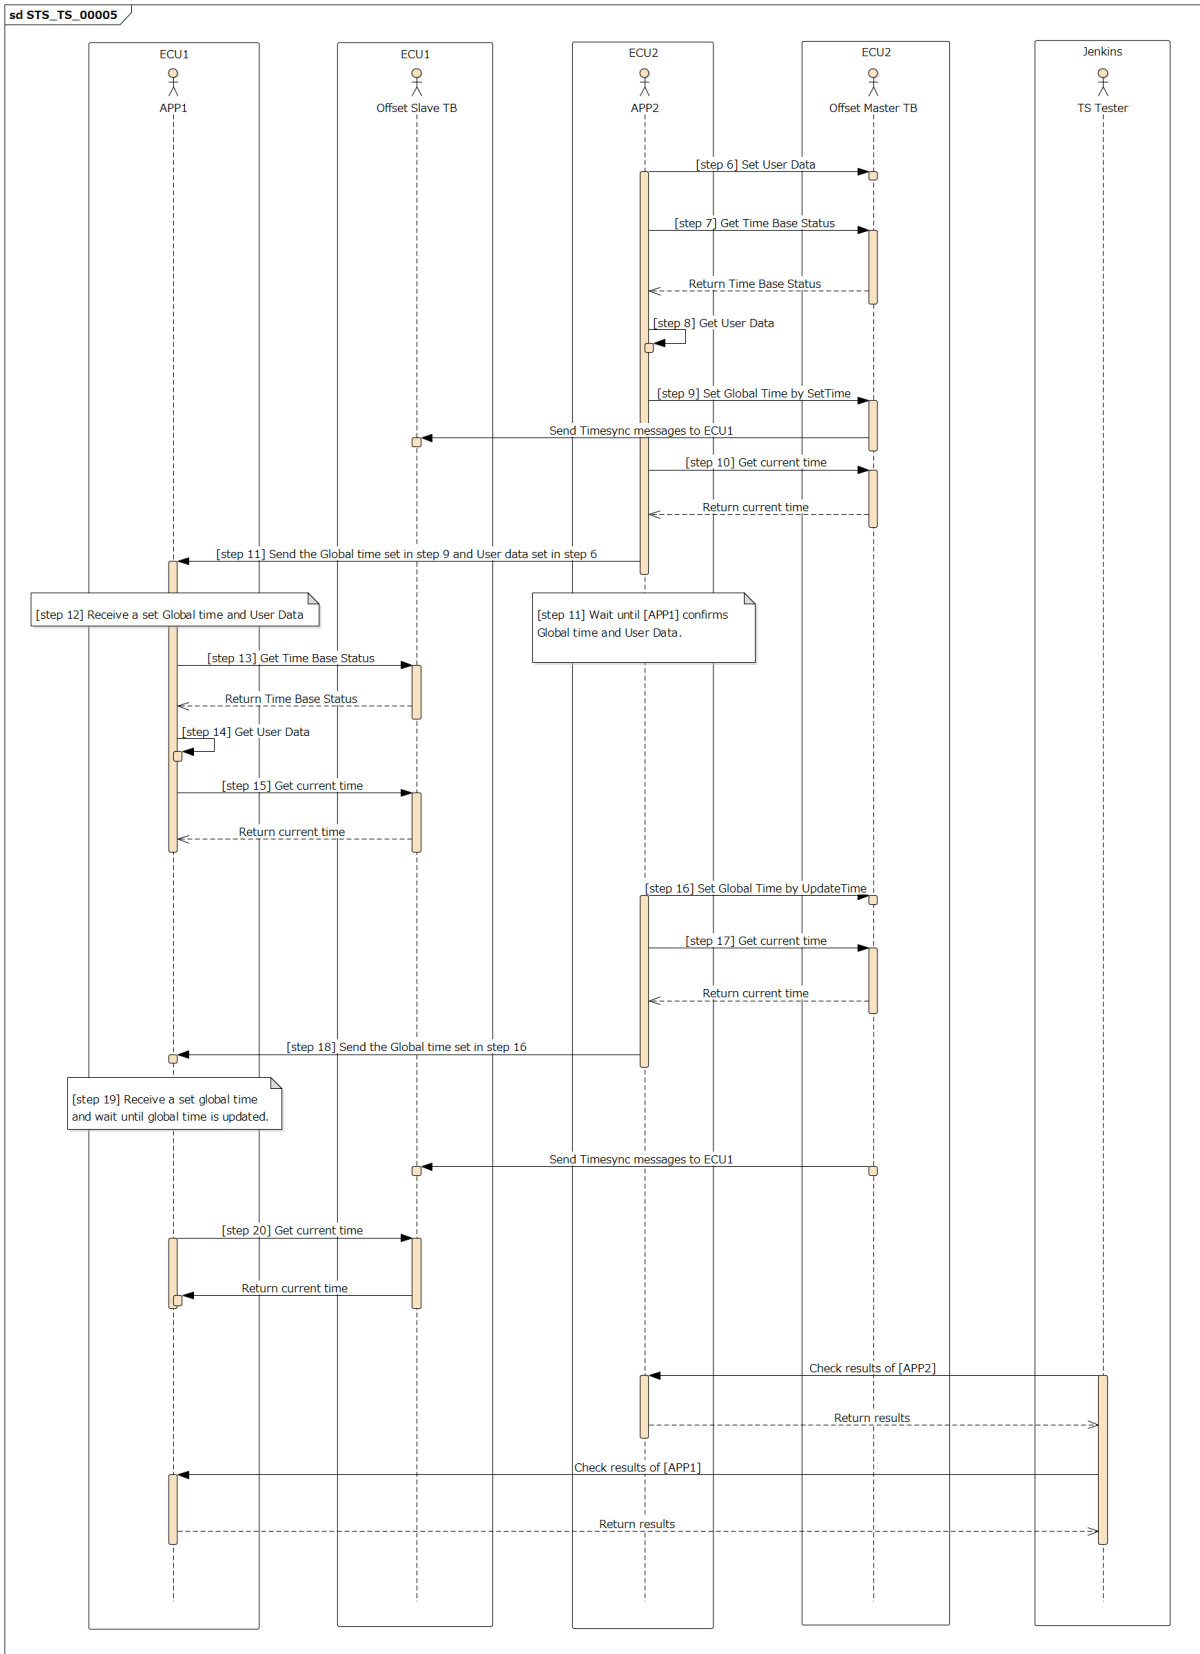 sd STS_TS_00005
ECU1
ECU1
ECU2
ECU2
Jenkins
APP1
Offset Slave TB
APP2
Offset Master TB
TS Tester
[step 6] Set User Data
[step 7] Get Time Base Status
Return Time Base Status
[step 8] Get User Data
[step 9] Set Global Time by SetTime
Send Timesync messages to ECU1
[step 10] Get current time
Return current time
[step 11] Send the Global time set in step 9 and User data set in step 6
[step 12] Receive a set Global time and User Data
[step 11] Wait until [APP1] confirms
Global time and User Data.
[step 13] Get Time Base Status
Return Time Base Status
[step 14] Get User Data
[step 15] Get current time
Return current time
[step 16] Set Global Time by UpdateTime
[step 17] Get current time
Return current time
[step 18] Send the Global time set in step 16
[step 19] Receive a set global time
and wait until global time is updated.
Send Timesync messages to ECU1
[step 20] Get current time
Return current time
Check results of [APP2]
Return results
Check results of [APP1]
Return results